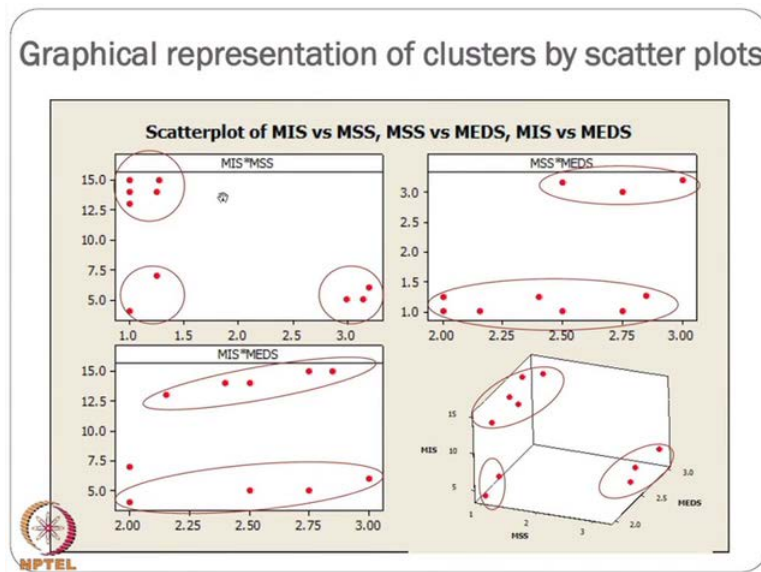 Graphical representation of clusters by scatter plots
Scatterplot of MIS vs MSS, MSS vs MEDS, MIS vs MEDS
MIS*MSS
15.0
12.5
10.0
7.5
5.0
1.0 1.5 2.0 2.5 3.0
MSS*MEDS
3.0
2.5
2.0
1.5
1.0
2.00 2.25 2.50 2.75 3.00
MIS*MEDS
15.0
12.5
10.0
7.5
5.0
2.00 2.25 2.50 2.75 3.00
15
MIS 10
5
1 2 3
MSS
3.0
2.5 MEDS
2.0
NPTEL